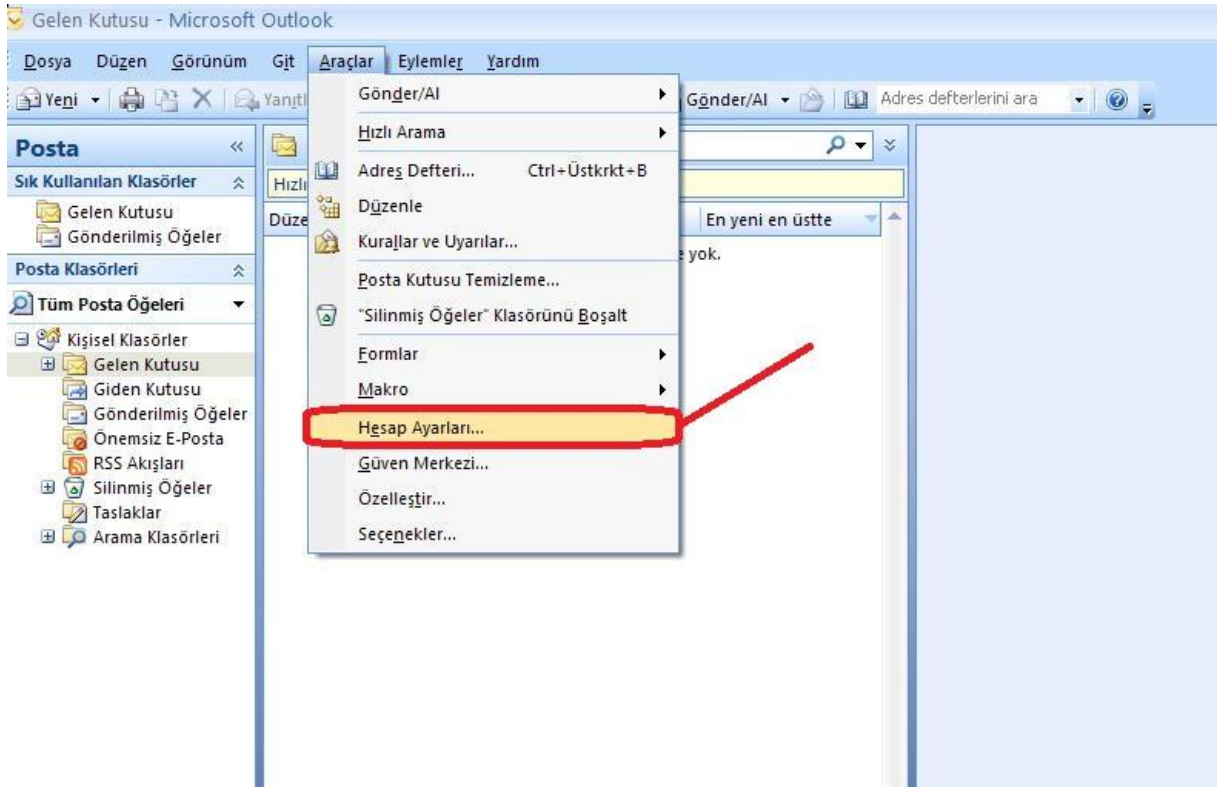 Gelen Kutusu - Microsoft Outlook
Dosya Düzen Görünüm Git Araçlar Eylemler Yardım
Yeni Yanıtl Gönder/Al Adres defterlerini ara
Posta
Sık Kullanılan Klasörler
Gelen Kutusu
Gönderilmiş Öğeler
Posta Klasörleri
Tüm Posta Öğeleri
Kişisel Klasörler
Gelen Kutusu
Giden Kutusu
Gönderilmiş Öğeler
Önemsiz E-Posta
RSS Akışları
Silinmiş Öğeler
Taslaklar
Arama Klasörleri
Hızlı
Düze En yeni en üstte
yok.
Gönder/Al
Hızlı Arama
Adres Defteri... Ctrl+Üstkrkt+B
Düzenle
Kurallar ve Uyarılar...
Posta Kutusu Temizleme...
"Silinmiş Öğeler" Klasörünü Boşalt
Formlar
Makro
Hesap Ayarları...
Güven Merkezi...
Özelleştir...
Seçenekler...